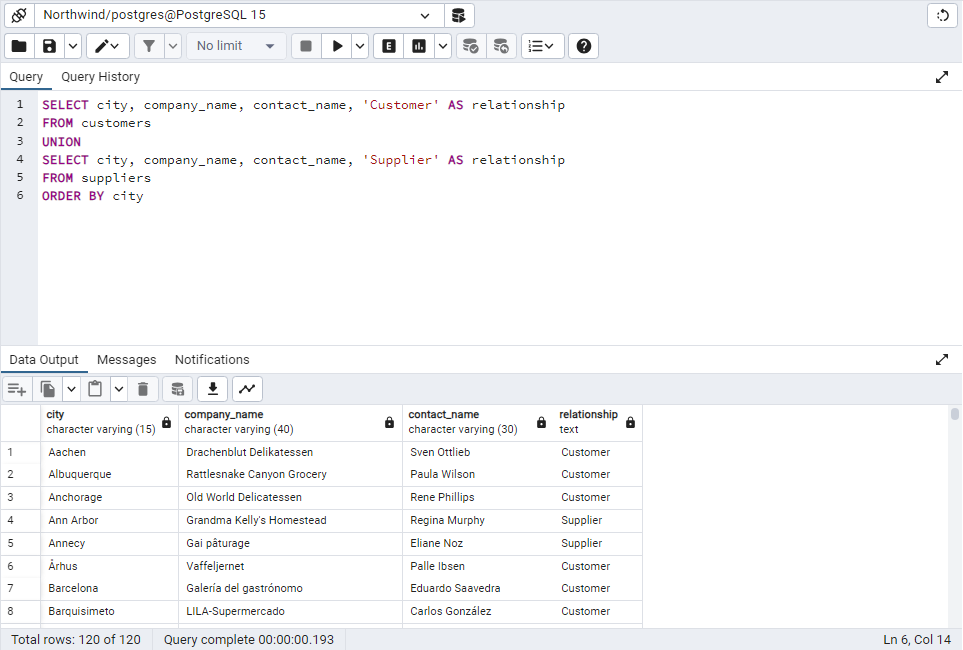 Northwind/postgres@PostgreSQL 15
No limit
E
Query Query History
1 SELECT city, company_name, contact_name, 'Customer' AS relationship
2 FROM customers
3 UNION
4 SELECT city, company_name, contact_name, 'Supplier' AS relationship
5 FROM suppliers
6 ORDER BY city
Data Output Messages Notifications
city company_name contact_name relationship
character varying (15) character varying (40) character varying (30) text
1 Aachen Drachenblut Delikatessen Sven Ottlieb Customer
2 Albuquerque Rattlesnake Canyon Grocery Paula Wilson Customer
3 Anchorage Old World Delicatessen Rene Phillips Customer
4 Ann Arbor Grandma Kelly's Homestead Regina Murphy Supplier
5 Annecy Gai pâturage Eliane Noz Supplier
6 Århus Vaffeljernet Palle Ibsen Customer
7 Barcelona Galería del gastrónomo Eduardo Saavedra Customer
8 Barquisimeto LILA-Supermercado Carlos González Customer
Total rows: 120 of 120 Query complete 00:00:00.193 Ln 6, Col 14